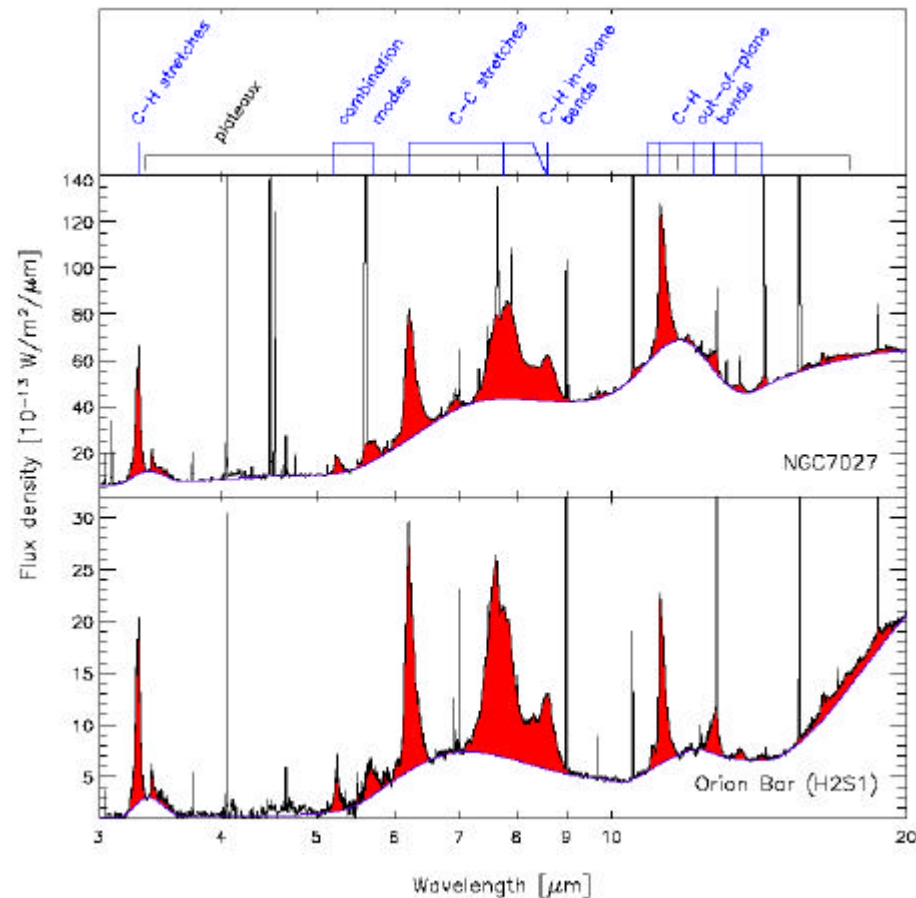 C-H stretches
plateaux
combination
modes
C-C stretches
C-H in-plane
bends
C-H
out-of-plane
bends
140
120
100
80
60
40
20
NGC7027
30
25
20
15
10
5
Orion Bar (H2S1)
Flux density [10⁻¹³ W/m²/μm]
3 4 5 6 7 8 9 10 20
Wavelength [μm]